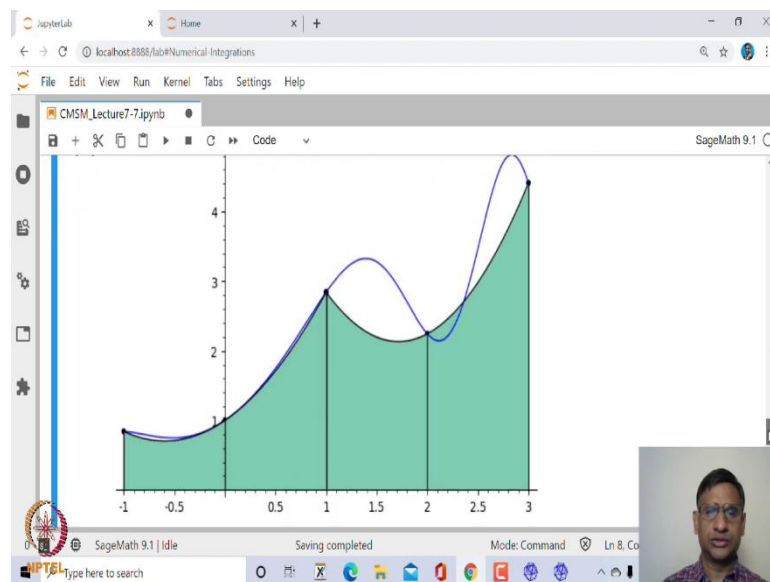 JupyterLab x Home x +
localhost:8888/lab#Numerical-Integrations
File Edit View Run Kernel Tabs Settings Help
CMSM_Lecture7-7.ipynb
Code SageMath 9.1
4
3
2
1
-1 -0.5 0.5 1 1.5 2 2.5 3
SageMath 9.1 | Idle Saving completed Mode: Command Ln 8, Co
NPTEL
Type here to search